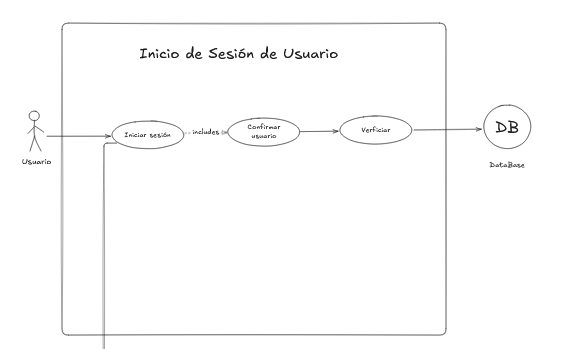 Inicio de Sesión de Usuario
Iniciar sesión
includes
Confirmar
usuario
Verficiar
DB
Usuario
DataBase